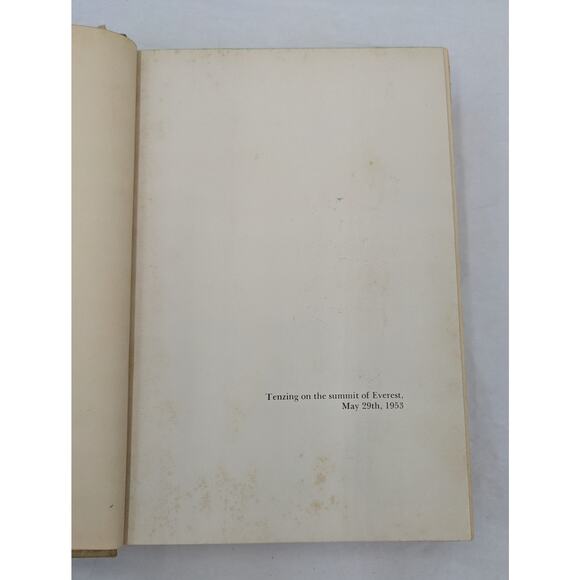 Tenzing on the summit of Everest,
May 29th, 1953